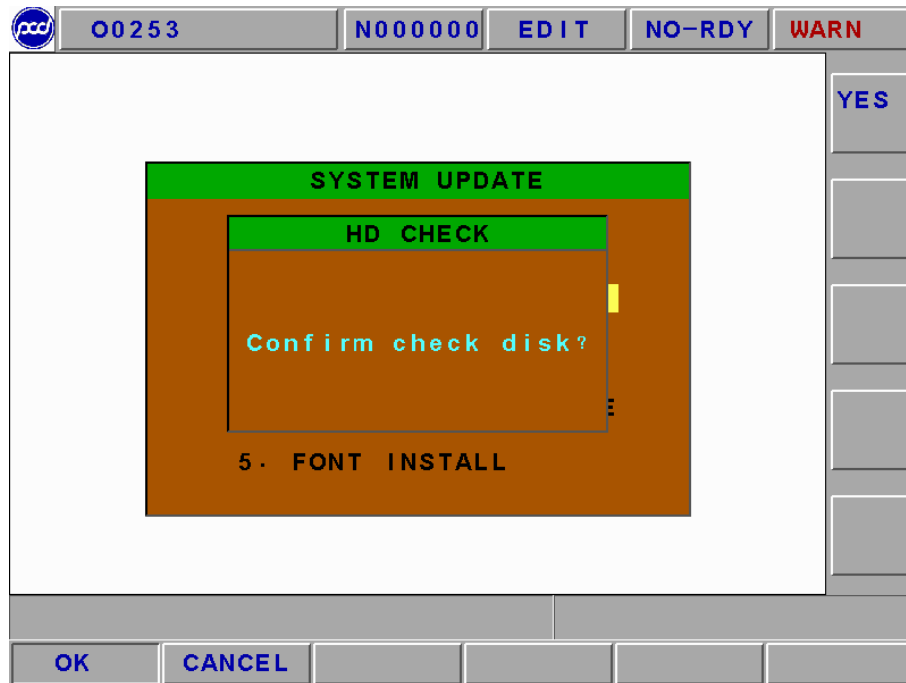 pcd O0253 N000000 EDIT NO-RDY WARN
YES
SYSTEM UPDATE
HD CHECK
Confirm check disk?
E
5. FONT INSTALL
OK CANCEL